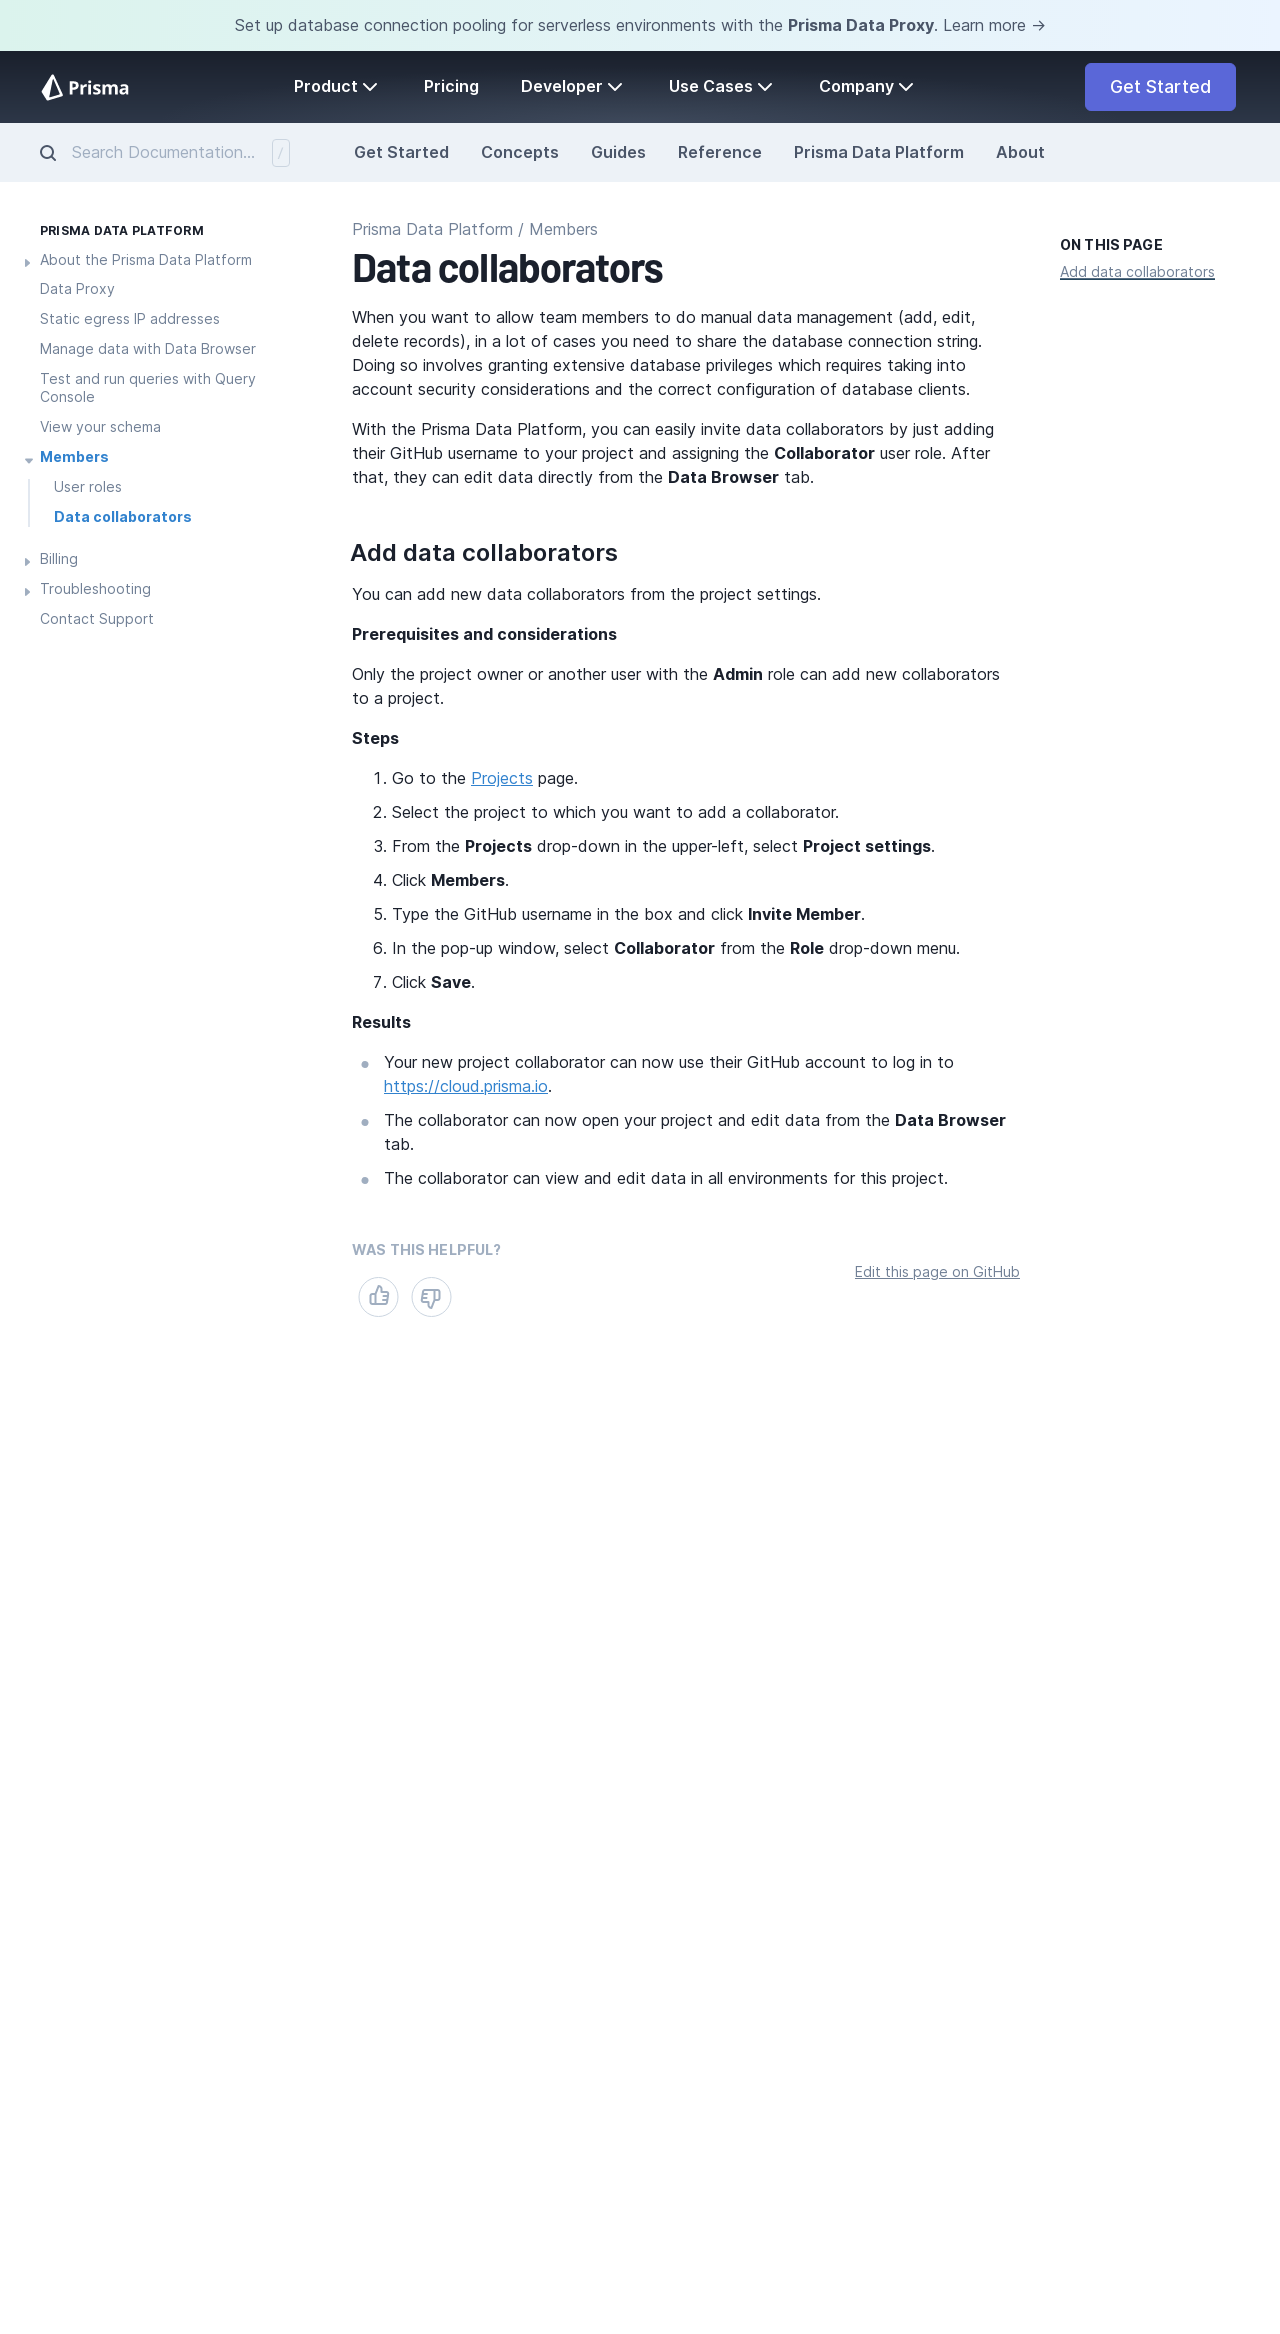 Set up database connection pooling for serverless environments with the Prisma Data Proxy. Learn more →
Prisma
Product
Pricing
Developer
Use Cases
Company
Get Started
Search Documentation...
/
Get Started
Concepts
Guides
Reference
Prisma Data Platform
About
PRISMA DATA PLATFORM
About the Prisma Data Platform
Data Proxy
Static egress IP addresses
Manage data with Data Browser
Test and run queries with Query
Console
View your schema
Members
User roles
Data collaborators
Billing
Troubleshooting
Contact Support
Prisma Data Platform / Members
Data collaborators
When you want to allow team members to do manual data management (add, edit,
delete records), in a lot of cases you need to share the database connection string.
Doing so involves granting extensive database privileges which requires taking into
account security considerations and the correct configuration of database clients.
With the Prisma Data Platform, you can easily invite data collaborators by just adding
their GitHub username to your project and assigning the Collaborator user role. After
that, they can edit data directly from the Data Browser tab.
Add data collaborators
You can add new data collaborators from the project settings.
Prerequisites and considerations
Only the project owner or another user with the Admin role can add new collaborators
to a project.
Steps
1. Go to the Projects page.
2. Select the project to which you want to add a collaborator.
3. From the Projects drop-down in the upper-left, select Project settings.
4. Click Members.
5. Type the GitHub username in the box and click Invite Member.
6. In the pop-up window, select Collaborator from the Role drop-down menu.
7. Click Save.
Results
Your new project collaborator can now use their GitHub account to log in to
https://cloud.prisma.io.
The collaborator can now open your project and edit data from the Data Browser
tab.
The collaborator can view and edit data in all environments for this project.
WAS THIS HELPFUL?
Edit this page on GitHub
ON THIS PAGE
Add data collaborators